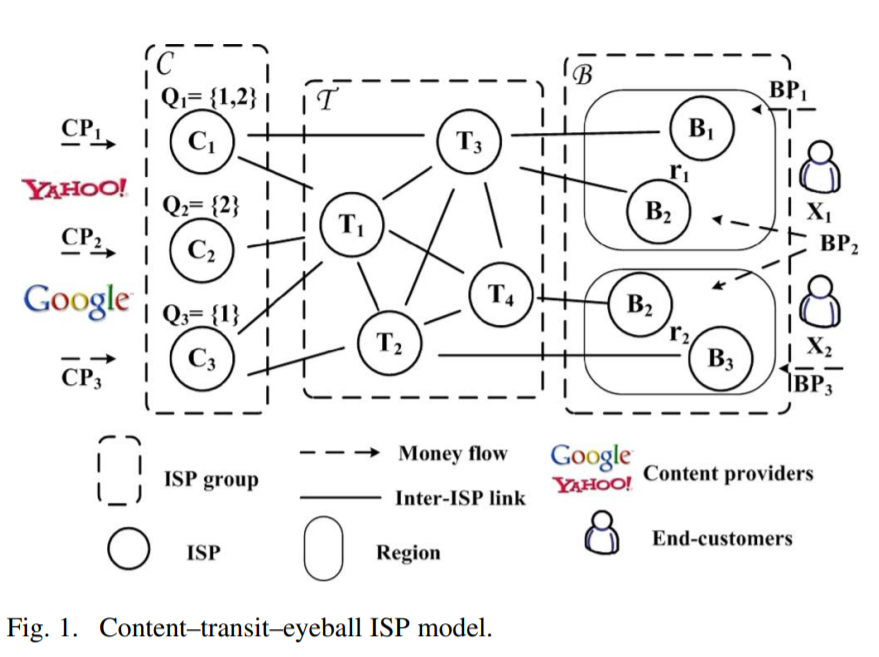 C
Q₁= {1,2}
CP₁
C₁
YAHOO!
Q₂= {2}
CP₂
C₂
Google
Q₃= {1}
C₃
CP₃
T
T₃
T₁
T₄
T₂
B
BP₁
B₁
r₁
B₂
X₁
BP₂
B₂
r₂
B₃
X₂
BP₃
ISP group
Money flow
Google
YAHOO!
Content providers
Inter-ISP link
ISP
Region
End-customers
Fig. 1. Content–transit–eyeball ISP model.